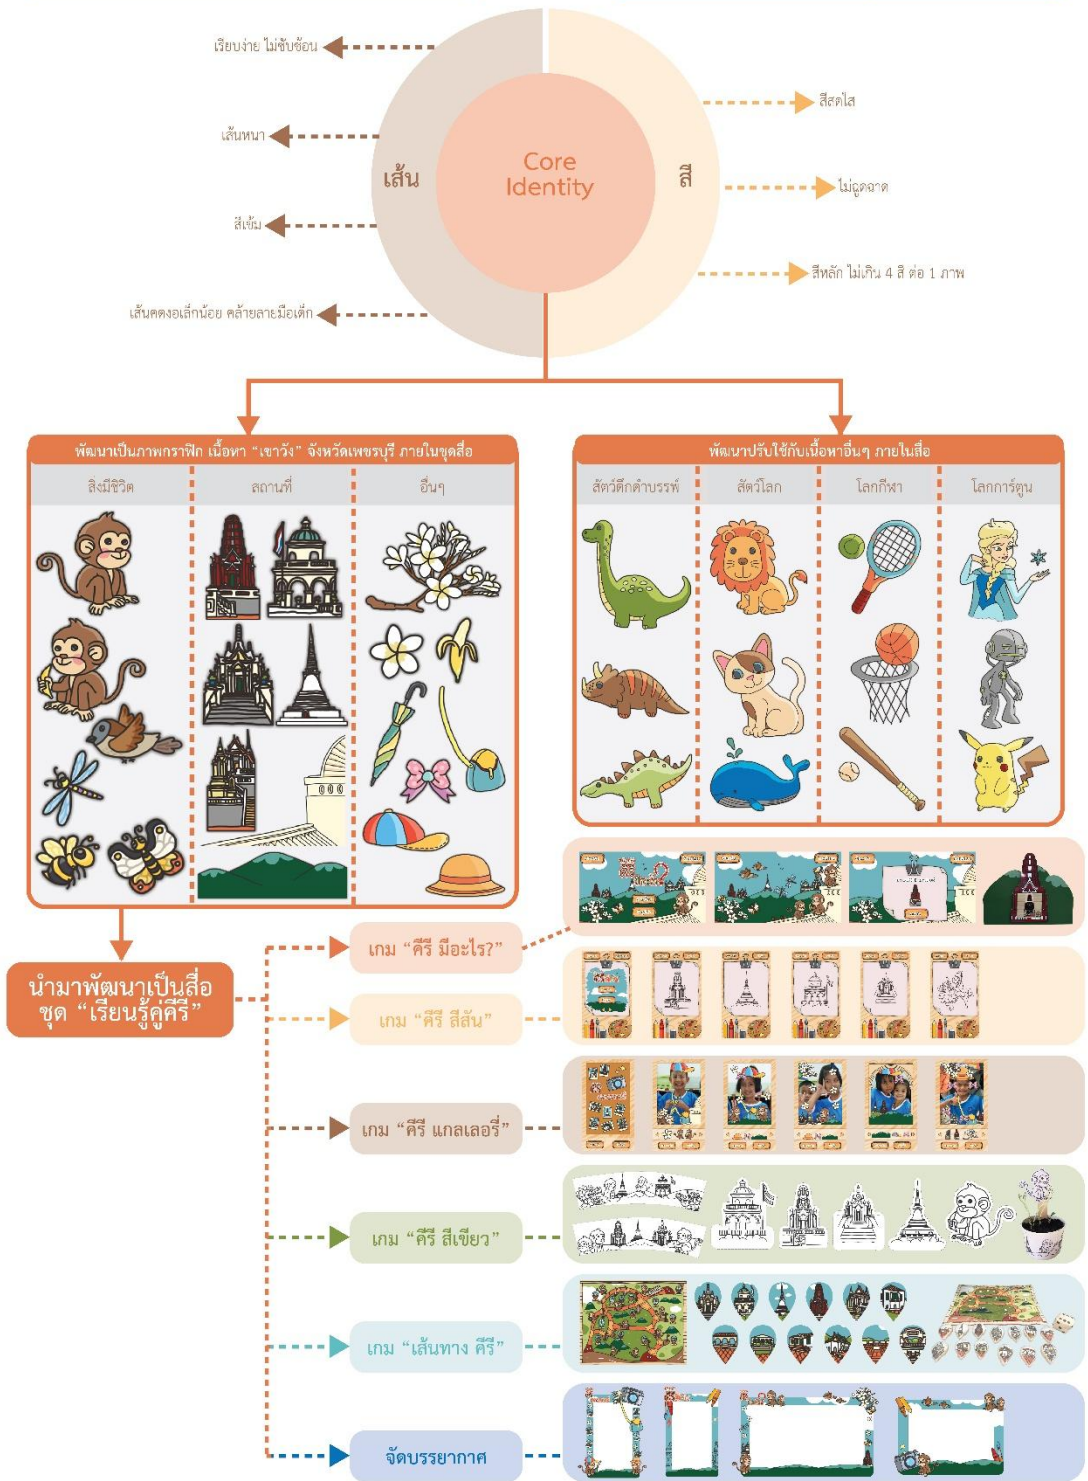 Core
Identity
เส้น
สี
เรียบง่าย ไม่ซับซ้อน
เส้นหนา
สีเข้ม
เส้นคดงอเล็กน้อย คล้ายลายมือเด็ก
สีสดใส
ไม่ฉูดฉาด
สีหลัก ไม่เกิน 4 สี ต่อ 1 ภาพ
พัฒนาเป็นภาพกราฟิก เนื้อหา “เขาวัง” จังหวัดเพชรบุรี ภายในชุดสื่อ
สิ่งมีชีวิต
สถานที่
อื่นๆ
พัฒนาปรับใช้กับเนื้อหาอื่นๆ ภายในสื่อ
สัตว์ดึกดำบรรพ์
สัตว์โลก
โลกกีฬา
โลกการ์ตูน
นำมาพัฒนาเป็นสื่อ
ชุด “เรียนรู้คู่คีรี”
เกม “คีรี มีอะไร?”
เกม “คีรี สีสัน”
เกม “คีรี แกลเลอรี่”
เกม “คีรี สีเขียว”
เกม “เส้นทาง คีรี”
จัดบรรยากาศ